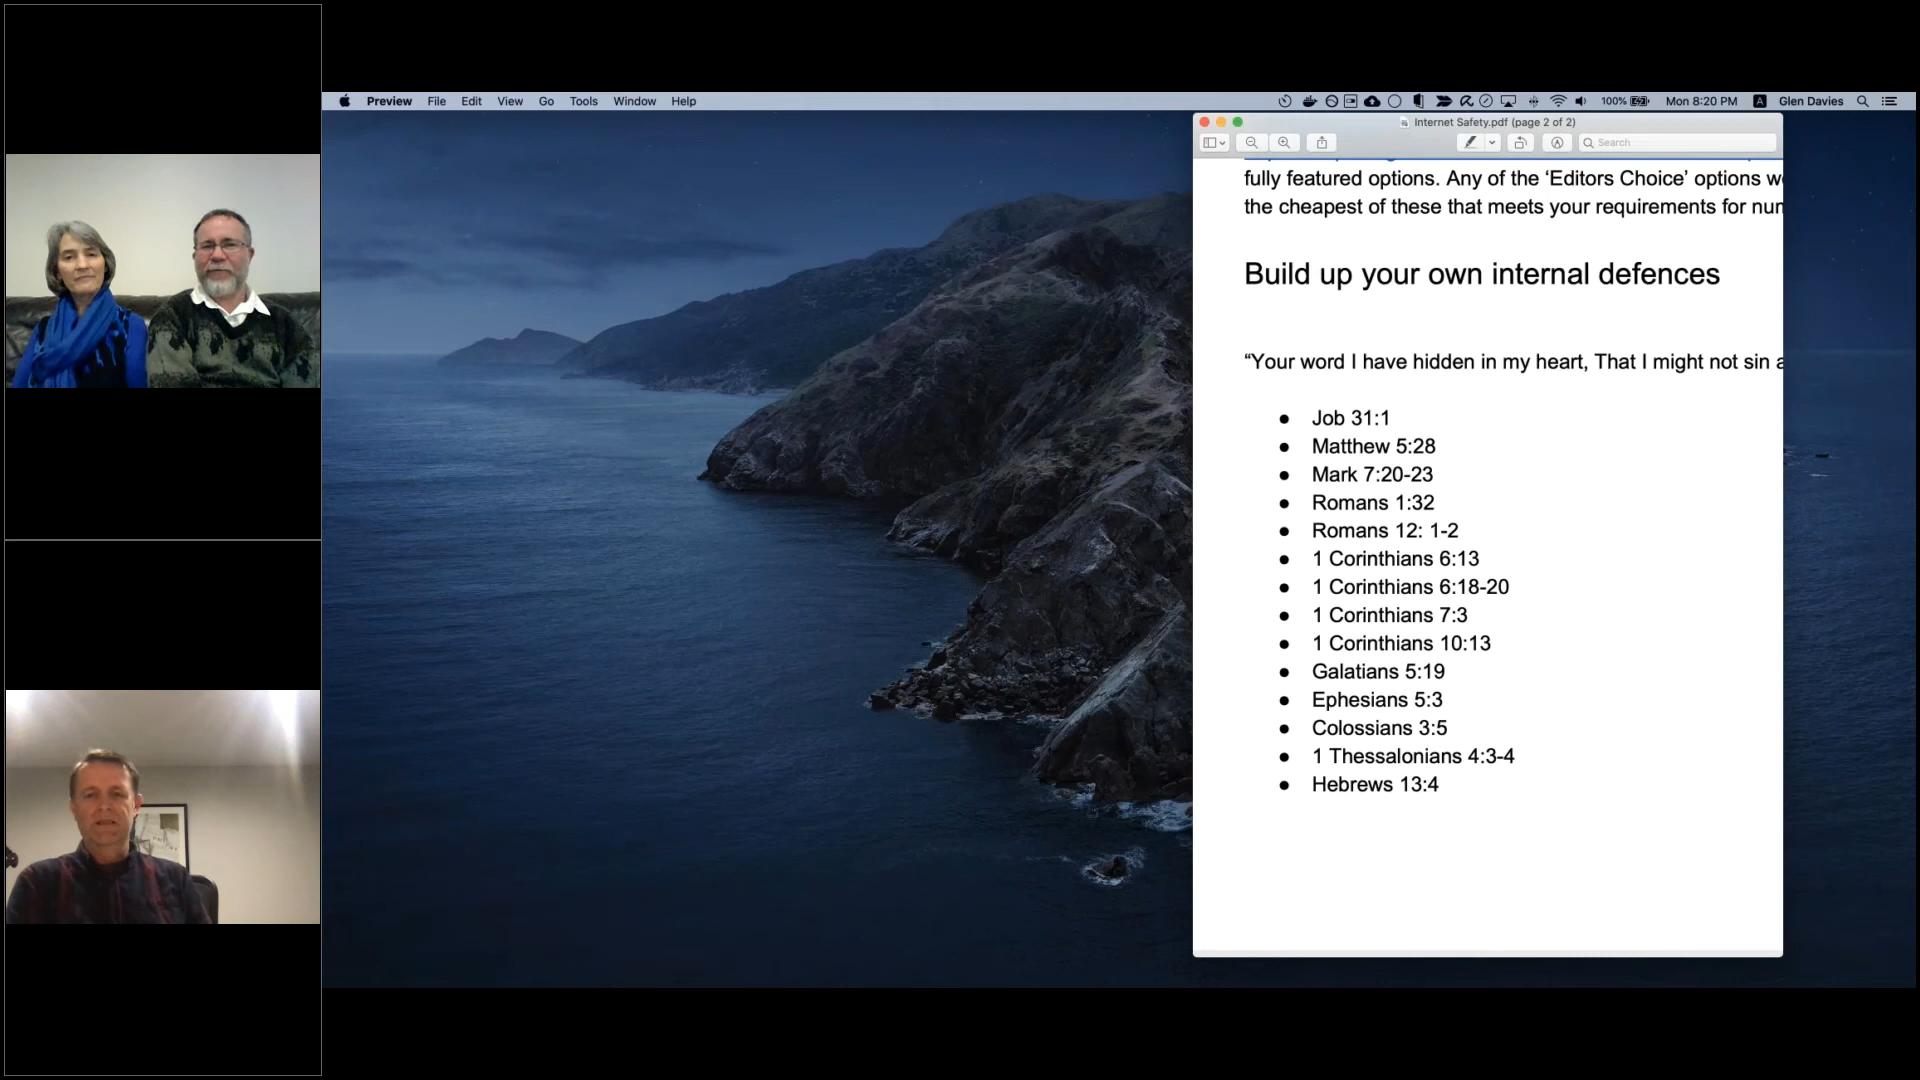 Preview File Edit View Go Tools Window Help
100% Mon 8:20 PM A Glen Davies
Internet Safety.pdf (page 2 of 2)
Search
fully featured options. Any of the ‘Editors Choice’ options
the cheapest of these that meets your requirements for
Build up your own internal defences
“Your word I have hidden in my heart, That I might not sin
● Job 31:1
● Matthew 5:28
● Mark 7:20-23
● Romans 1:32
● Romans 12: 1-2
● 1 Corinthians 6:13
● 1 Corinthians 6:18-20
● 1 Corinthians 7:3
● 1 Corinthians 10:13
● Galatians 5:19
● Ephesians 5:3
● Colossians 3:5
● 1 Thessalonians 4:3-4
● Hebrews 13:4